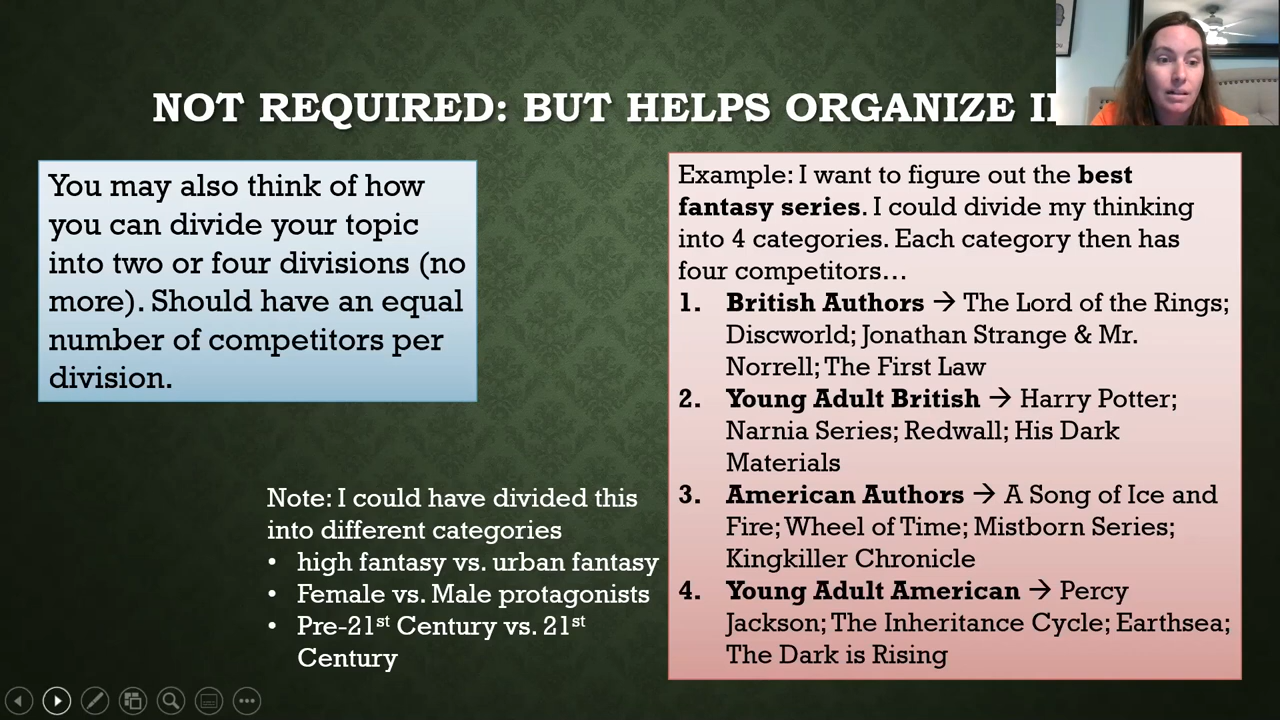 NOT REQUIRED: BUT HELPS ORGANIZE
You may also think of how
you can divide your topic
into two or four divisions (no
more). Should have an equal
number of competitors per
division.
Note: I could have divided this
into different categories
• high fantasy vs. urban fantasy
• Female vs. Male protagonists
• Pre-21st Century vs. 21st
Century
Example: I want to figure out the best
fantasy series. I could divide my thinking
into 4 categories. Each category then has
four competitors…
1. British Authors → The Lord of the Rings;
Discworld; Jonathan Strange & Mr.
Norrell; The First Law
2. Young Adult British → Harry Potter;
Narnia Series; Redwall; His Dark
Materials
3. American Authors → A Song of Ice and
Fire; Wheel of Time; Mistborn Series;
Kingkiller Chronicle
4. Young Adult American → Percy
Jackson; The Inheritance Cycle; Earthsea;
The Dark is Rising